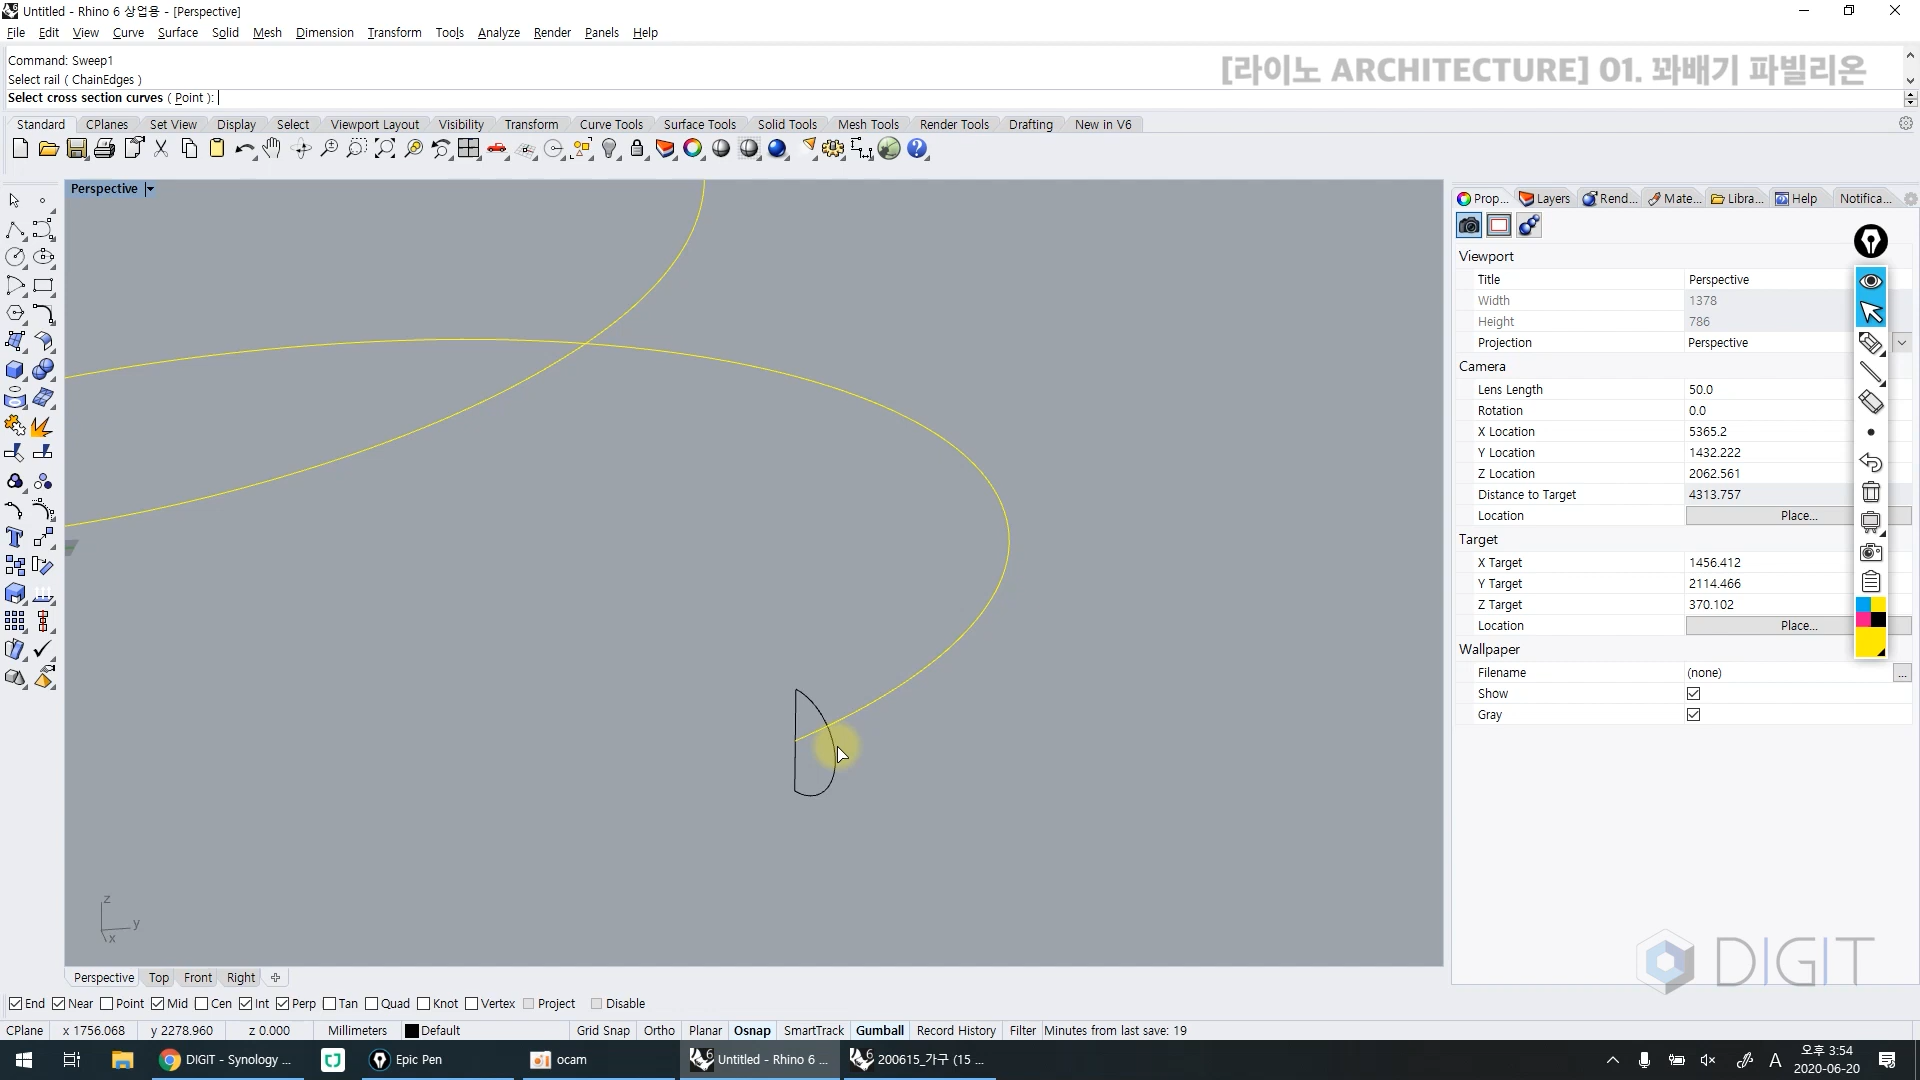 Untitled - Rhino 6 상업용 - [Perspective]
File Edit View Curve Surface Solid Mesh Dimension Transform Tools Analyze Render Panels Help
Command: Sweep1
Select rail ( ChainEdges )
Select cross section curves ( Point ):
[라이노 ARCHITECTURE] 01. 꽈배기 파빌리온
Standard CPlanes Set View Display Select Viewport Layout Visibility Transform Curve Tools Surface Tools Solid Tools Mesh Tools Render Tools Drafting New in V6
Perspective
Prop... Layers Rend... Mate... Libra... Help Notifica...
Viewport
Title Perspective
Width 1378
Height 786
Projection Perspective
Camera
Lens Length 50.0
Rotation 0.0
X Location 5365.2
Y Location 1432.222
Z Location 2062.561
Distance to Target 4313.757
Location Place...
Target
X Target 1456.412
Y Target 2114.466
Z Target 370.102
Location Place...
Wallpaper
Filename (none) ...
Show
Gray
z
y
x
DIGIT
Perspective Top Front Right
End Near Point Mid Cen Int Perp Tan Quad Knot Vertex Project Disable
CPlane x 1756.068 y 2278.960 z 0.000 Millimeters Default Grid Snap Ortho Planar Osnap SmartTrack Gumball Record History Filter Minutes from last save: 19
DIGIT - Synology ... Epic Pen ocam Untitled - Rhino 6 ... 200615_가구 (15 ... A 오후 3:54
2020-06-20